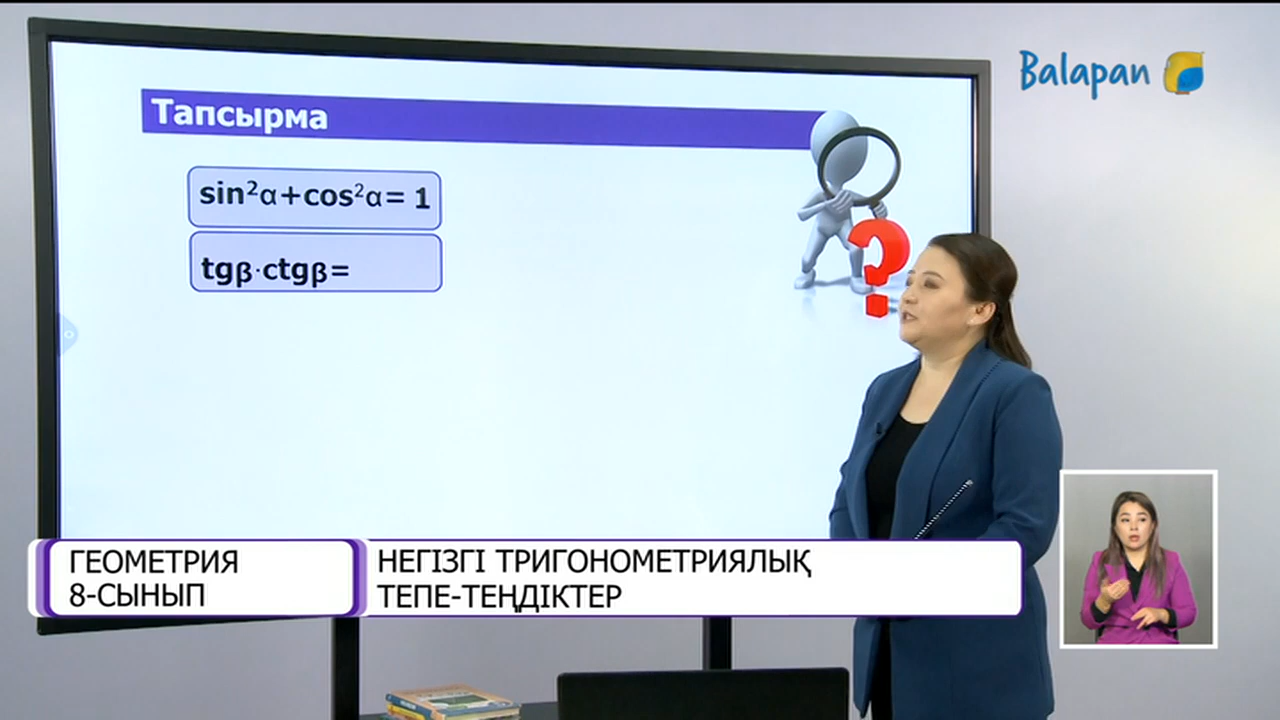 Balapan
Тапсырма
sin²α+cos²α= 1
tgβ·ctgβ=
?
ГЕОМЕТРИЯ
8-СЫНЫП
НЕГІЗГІ ТРИГОНОМЕТРИЯЛЫҚ
ТЕПЕ-ТЕҢДІКТЕР